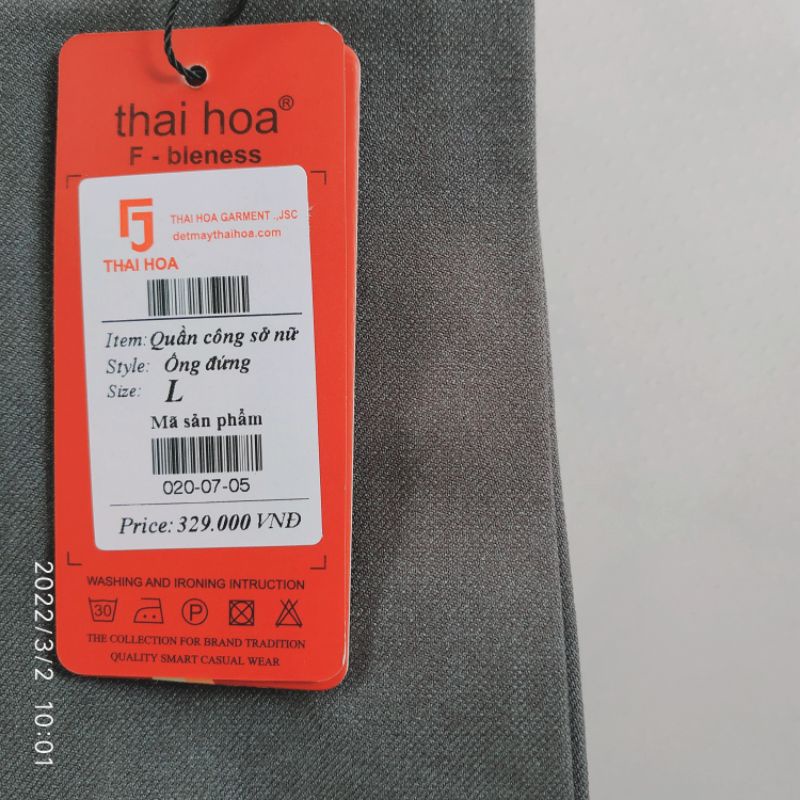 thai hoa®
F - bleness
THAI HOA GARMENT .,JSC
detmaythaihoa.com
THAI HOA
Item: Quần công sở nữ
Style: Ống đứng
Size: L
Mã sản phẩm
020-07-05
Price: 329.000 VNĐ
WASHING AND IRONING INTRUCTION
30
P
THE COLLECTION FOR BRAND TRADITION
QUALITY SMART CASUAL WEAR
2022/3/2 10:01